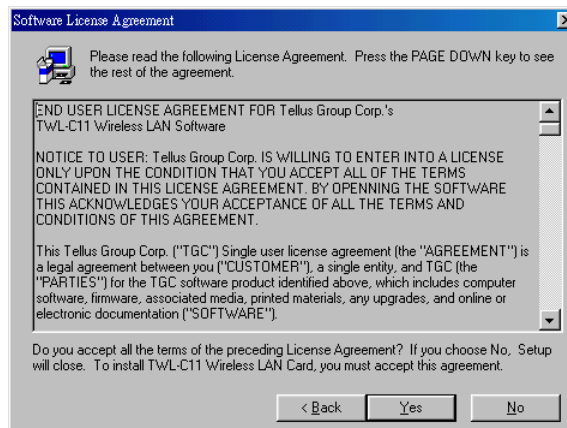 Software License Agreement
Please read the following License Agreement. Press the PAGE DOWN key to see
the rest of the agreement.
END USER LICENSE AGREEMENT FOR Tellus Group Corp.'s
TWL-C11 Wireless LAN Software
NOTICE TO USER: Tellus Group Corp. IS WILLING TO ENTER INTO A LICENSE
ONLY UPON THE CONDITION THAT YOU ACCEPT ALL OF THE TERMS
CONTAINED IN THIS LICENSE AGREEMENT. BY OPENNING THE SOFTWARE
THIS ACKNOWLEDGES YOUR ACCEPTANCE OF ALL THE TERMS AND
CONDITIONS OF THIS AGREEMENT.
This Tellus Group Corp. ("TGC") Single user license agreement (the "AGREEMENT") is
a legal agreement between you ("CUSTOMER"), a single entity, and TGC (the
"PARTIES") for the TGC software product identified above, which includes computer
software, firmware, associated media, printed materials, any upgrades, and online or
electronic documentation ("SOFTWARE").
Do you accept all the terms of the preceding License Agreement? If you choose No, Setup
will close. To install TWL-C11 Wireless LAN Card, you must accept this agreement.
< Back
Yes
No